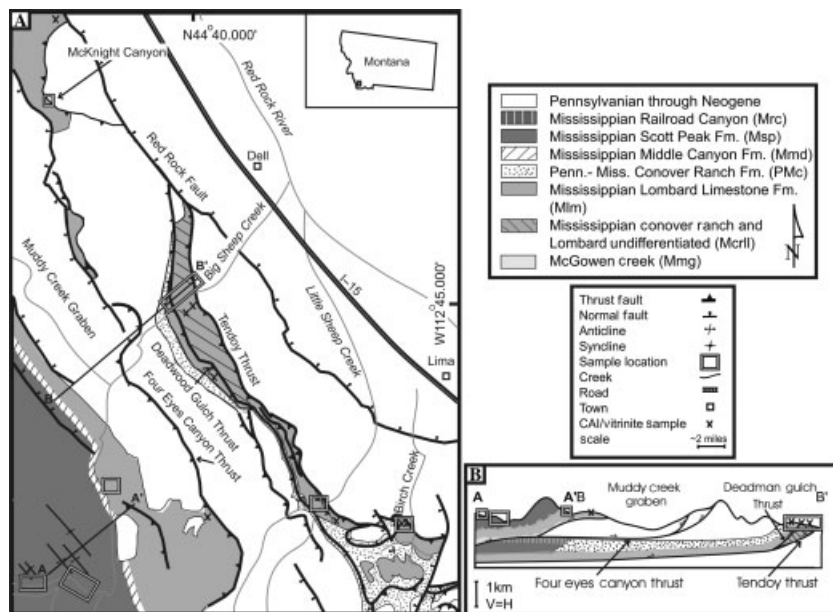 A
N44°40.000'
McKnight Canyon
Montana
Red Rock River
Dell
Red Rock Fault
Big Sheep Creek
B'
Muddy Creek Graben
I-15
W112°45.000'
Little Sheep Creek
Tendoy Thrust
Lima
Deadwood Gulch Thrust
Four Eyes Canyon Thrust
B
Birch Creek
A'
A
Pennsylvanian through Neogene
Mississippian Railroad Canyon (Mrc)
Mississippian Scott Peak Fm. (Msp)
Mississippian Middle Canyon Fm. (Mmd)
Penn.- Miss. Conover Ranch Fm. (PMc)
Mississippian Lombard Limestone Fm.
(Mlm)
Mississippian conover ranch and
Lombard undifferentiated (Mcrll)
McGowen creek (Mmg)
N
Thrust fault
Normal fault
Anticline
Syncline
Sample location
Creek
Road
Town
CAI/vitrinite sample
scale
~2 miles
B
A
A'B
Muddy creek
graben
Deadman gulch
Thrust
B'
Four eyes canyon thrust
Tendoy thrust
1km
V=H